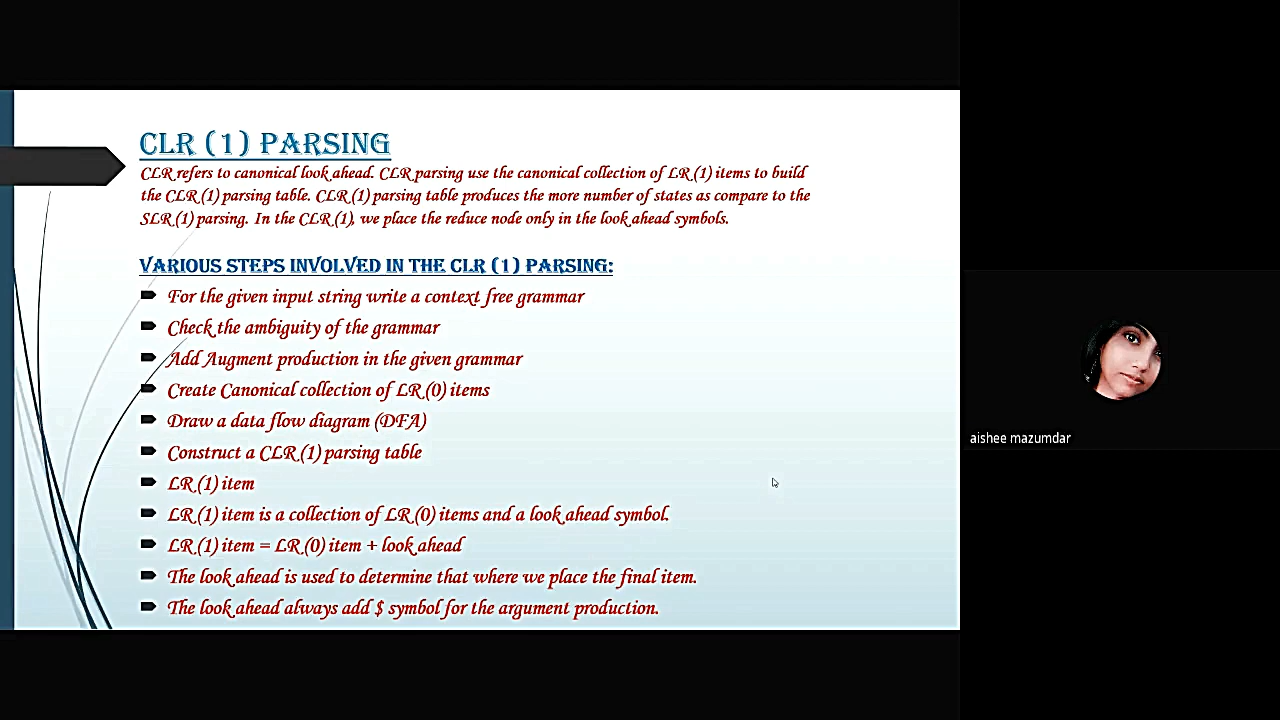 CLR (1) PARSING
CLR refers to canonical look ahead. CLR parsing use the canonical collection of LR (1) items to build
the CLR (1) parsing table. CLR (1) parsing table produces the more number of states as compare to the
SLR (1) parsing. In the CLR (1), we place the reduce node only in the look ahead symbols.
VARIOUS STEPS INVOLVED IN THE CLR (1) PARSING:
For the given input string write a context free grammar
Check the ambiguity of the grammar
Add Augment production in the given grammar
Create Canonical collection of LR (0) items
Draw a data flow diagram (DFA)
Construct a CLR (1) parsing table
LR (1) item
LR (1) item is a collection of LR (0) items and a look ahead symbol.
LR (1) item = LR (0) item + look ahead
The look ahead is used to determine that where we place the final item.
The look ahead always add $ symbol for the argument production.
aishee mazumdar